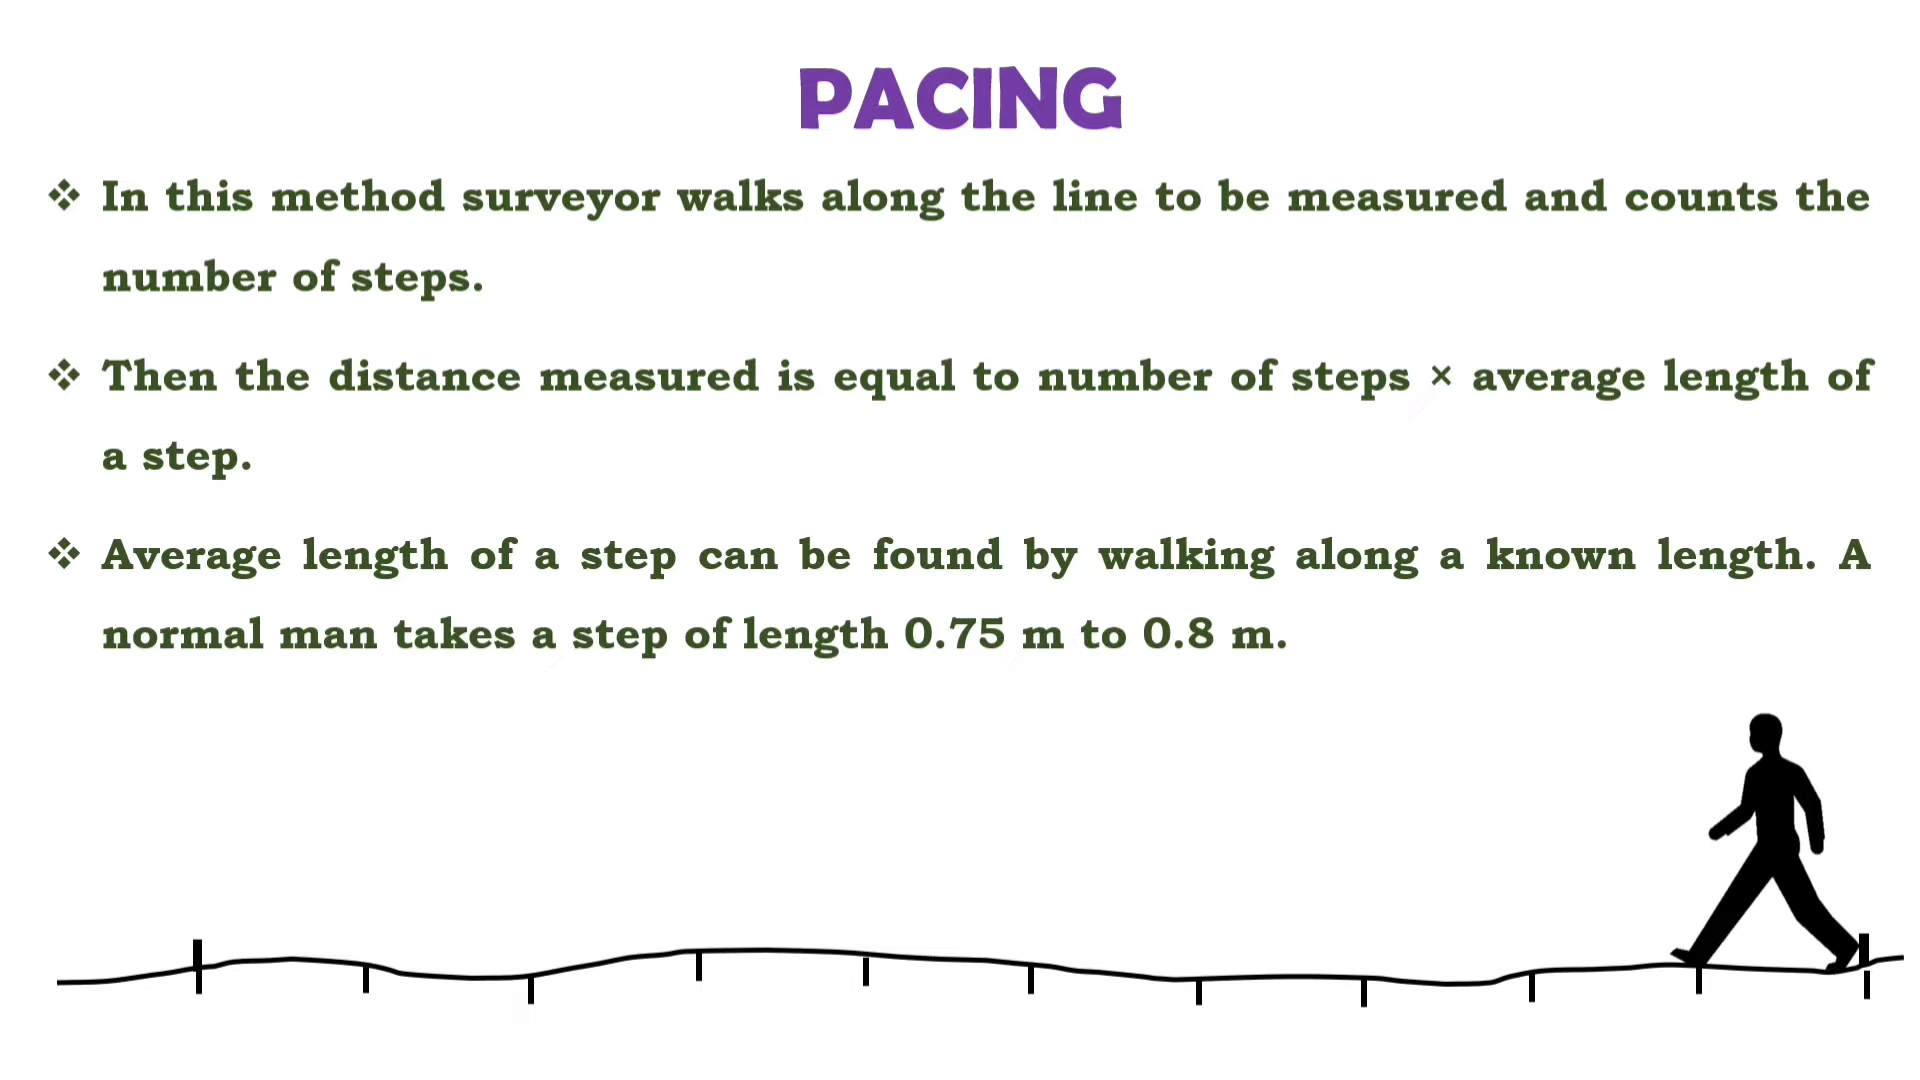 PACING
❖ In this method surveyor walks along the line to be measured and counts the
number of steps.
❖ Then the distance measured is equal to number of steps × average length of
a step.
❖ Average length of a step can be found by walking along a known length. A
normal man takes a step of length 0.75 m to 0.8 m.